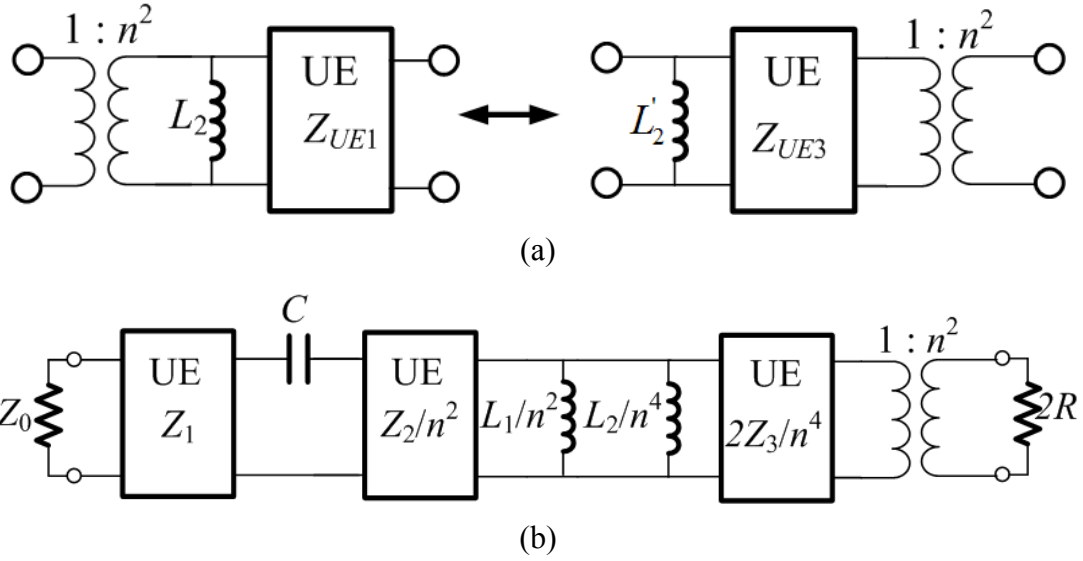 1 : n²
L₂
UE
Z_UE1
L₂'
UE
Z_UE3
1 : n²
(a)
Z₀
UE
Z₁
C
UE
Z₂/n²
L₁/n²
L₂/n⁴
UE
2Z₃/n⁴
1 : n²
2R
(b)